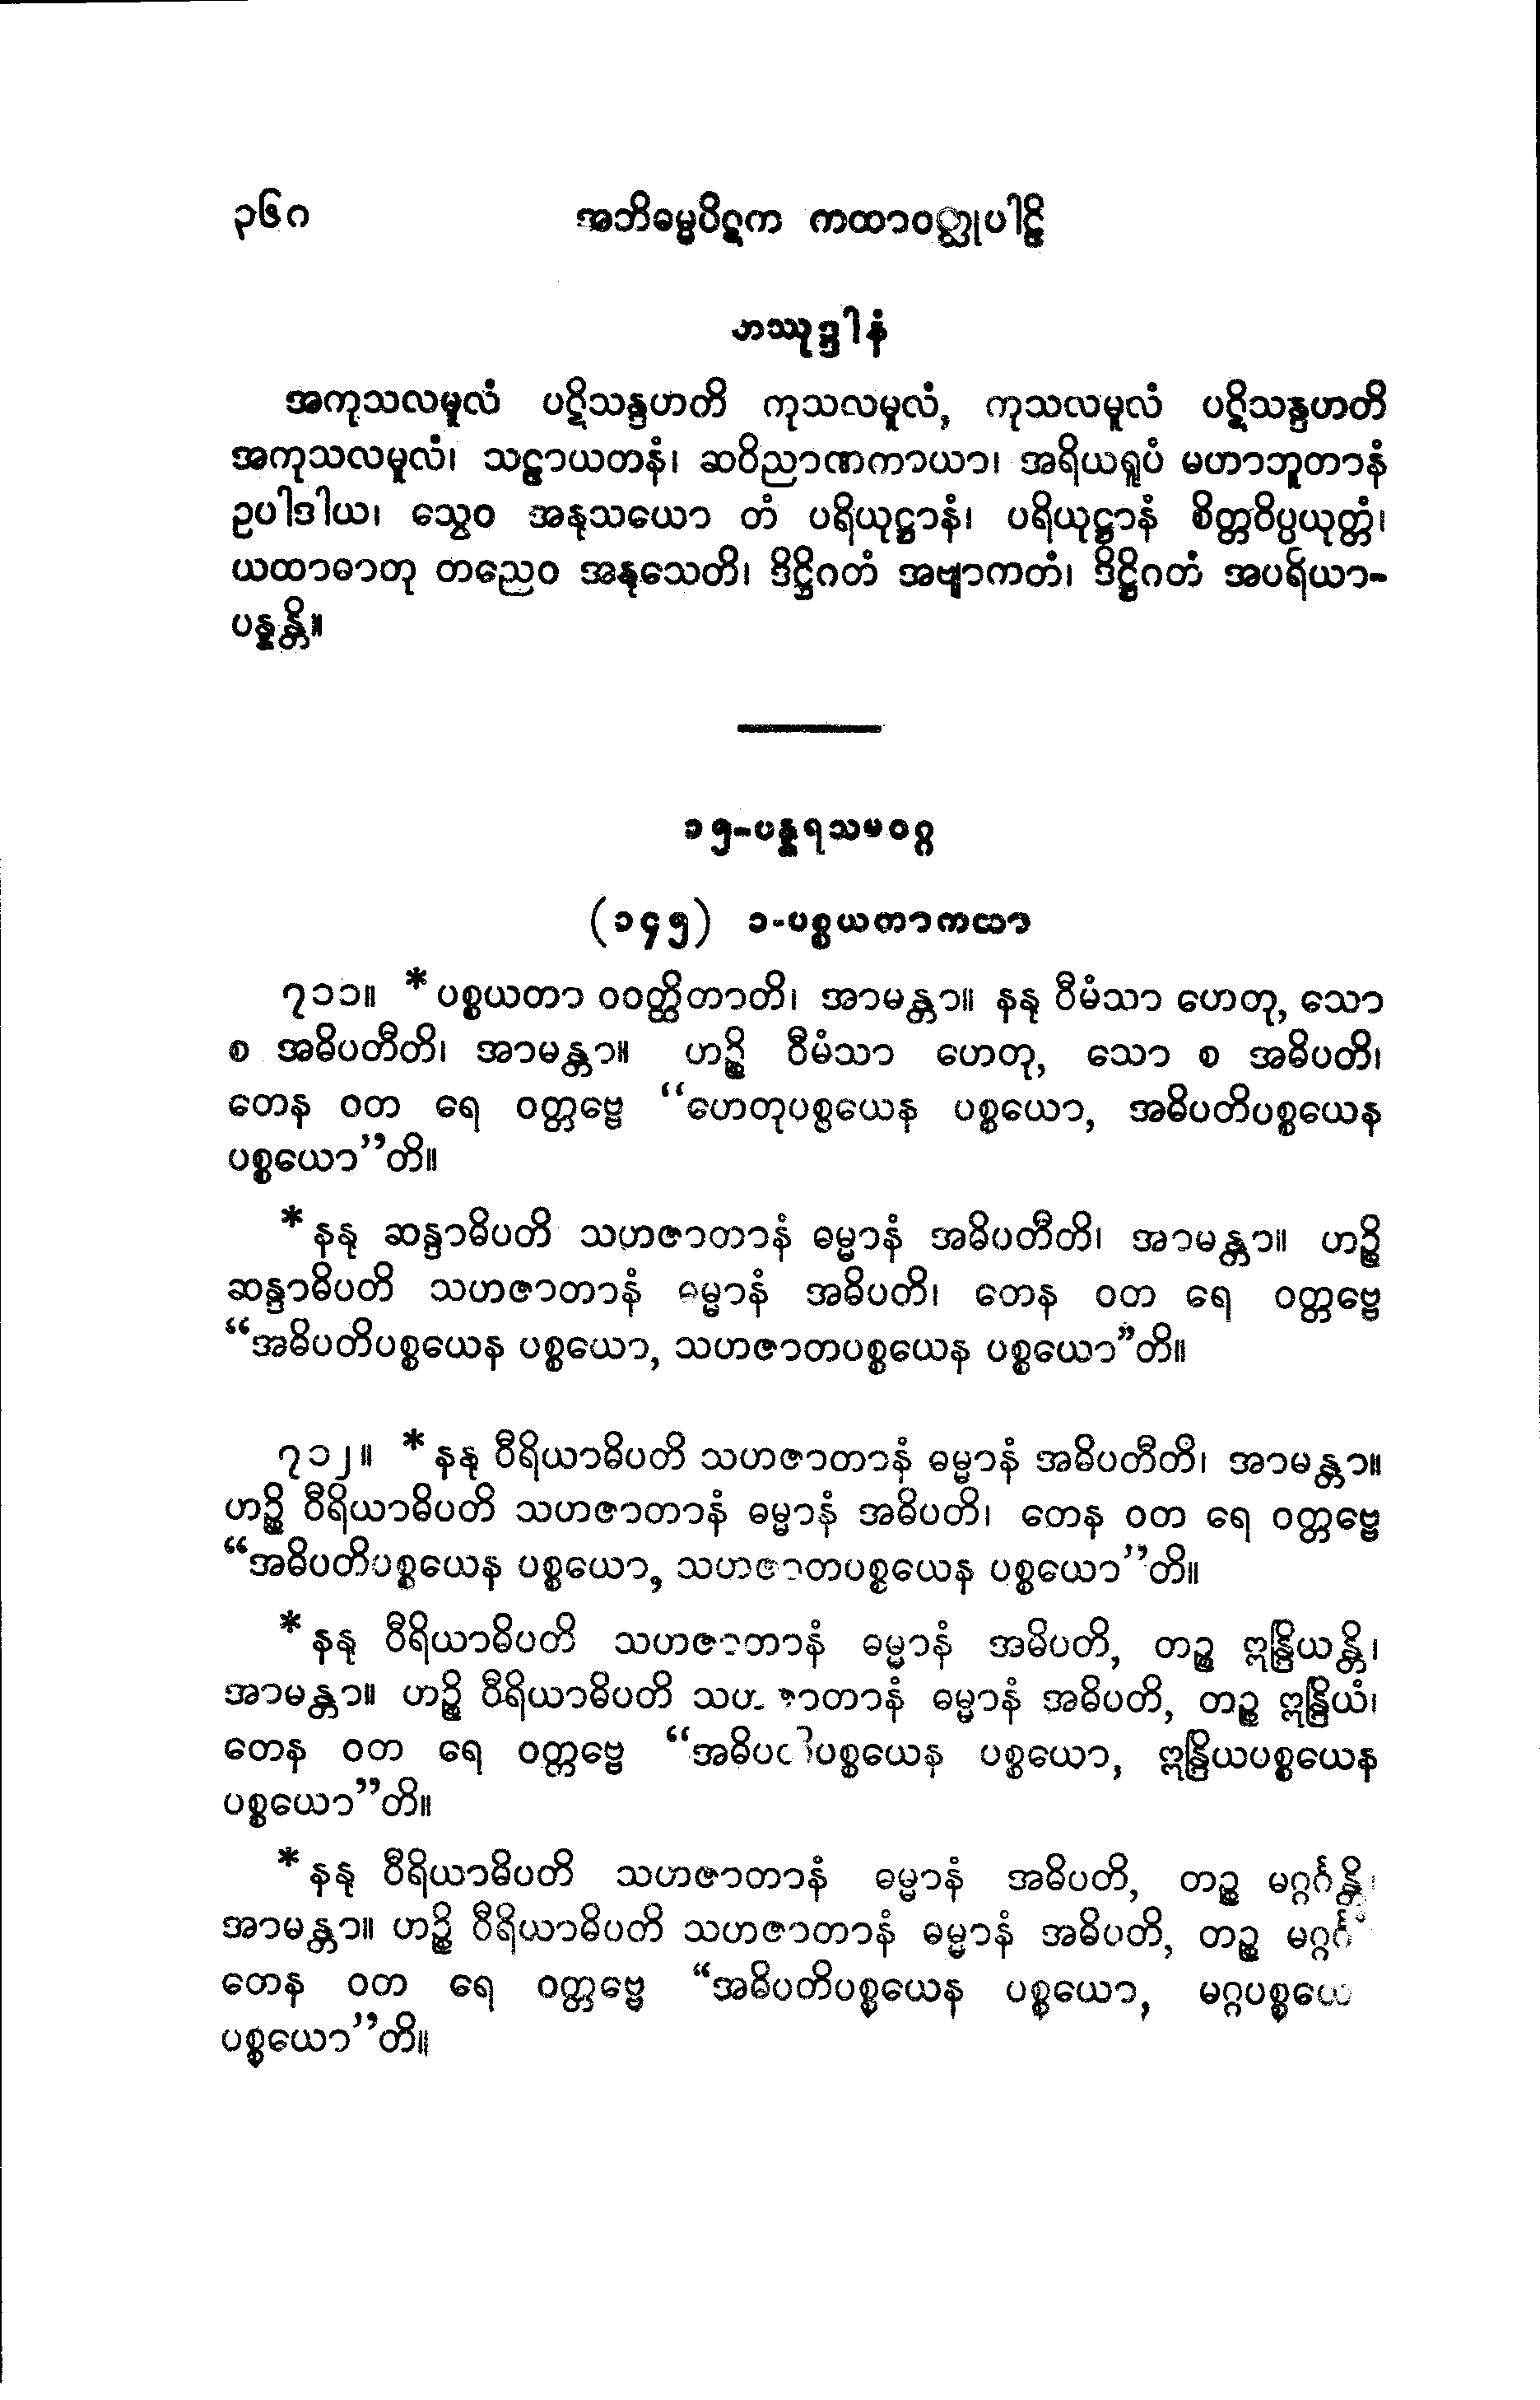 ၃၆ဂ အဘိဓမ္မပိဋက ကထာဝတ္ထုပါဠိ
တဿုဒ္ဒါနံ
အကုသလမူလံ ပဋိသန္ဒဟတိ ကုသလမူလံ, ကုသလမူလံ ပဋိသန္ဒဟတိ
အကုသလမူလံ၊ သဠာယတနံ၊ ဆဝိညာဏကာယာ၊ အရိယရူပံ မဟာဘူတာနံ
ဥပါဒါယ၊ သွေဝ အနုသယော တံ ပရိယုဋ္ဌာနံ၊ ပရိယုဋ္ဌာနံ စိတ္တဝိပ္ပယုတ္တံ၊
ယထာဓာတု တညေဝ အနုသေတိ၊ ဒိဋ္ဌိဂတံ အဗျာကတံ၊ ဒိဋ္ဌိဂတံ အပရိယာ-
ပန္နန္တိ။
၁၅-ပန္နရသမဝဂ္ဂ
(၁၄၅) ၁-ပစ္စယတာကထာ
၇၁၁။ * ပစ္စယတာ ဝဝတ္ထိတာတိ၊ အာမန္တာ။ နနု ဝီမံသာ ဟေတု, သော
စ အဓိပတီတိ၊ အာမန္တာ။ ဟဉ္စိ ဝီမံသာ ဟေတု, သော စ အဓိပတိ၊
တေန ဝတ ရေ ဝတ္တဗ္ဗေ “ဟေတုပစ္စယေန ပစ္စယော, အဓိပတိပစ္စယေန
ပစ္စယော”တိ။
* နနု ဆန္ဒာဓိပတိ သဟဇာတာနံ ဓမ္မာနံ အဓိပတီတိ၊ အာမန္တာ။ ဟဉ္စိ
ဆန္ဒာဓိပတိ သဟဇာတာနံ ဓမ္မာနံ အဓိပတိ၊ တေန ဝတ ရေ ဝတ္တဗ္ဗေ
“အဓိပတိပစ္စယေန ပစ္စယော, သဟဇာတပစ္စယေန ပစ္စယော”တိ။
၇၁၂။ * နနု ဝီရိယာဓိပတိ သဟဇာတာနံ ဓမ္မာနံ အဓိပတီတိ၊ အာမန္တာ။
ဟဉ္စိ ဝီရိယာဓိပတိ သဟဇာတာနံ ဓမ္မာနံ အဓိပတိ၊ တေန ဝတ ရေ ဝတ္တဗ္ဗေ
“အဓိပတိပစ္စယေန ပစ္စယော, သဟဇာတပစ္စယေန ပစ္စယော”တိ။
* နနု ဝီရိယာဓိပတိ သဟဇာတာနံ ဓမ္မာနံ အဓိပတိ, တဉ္စ ဣန္ဒြိယန္တိ၊
အာမန္တာ။ ဟဉ္စိ ဝီရိယာဓိပတိ သဟဇာတာနံ ဓမ္မာနံ အဓိပတိ, တဉ္စ ဣန္ဒြိယံ၊
တေန ဝတ ရေ ဝတ္တဗ္ဗေ “အဓိပတိပစ္စယေန ပစ္စယော, ဣန္ဒြိယပစ္စယေန
ပစ္စယော”တိ။
* နနု ဝီရိယာဓိပတိ သဟဇာတာနံ ဓမ္မာနံ အဓိပတိ, တဉ္စ မဂ္ဂင်္ဂန္တိ၊
အာမန္တာ။ ဟဉ္စိ ဝီရိယာဓိပတိ သဟဇာတာနံ ဓမ္မာနံ အဓိပတိ, တဉ္စ မဂ္ဂင်္ဂံ
တေန ဝတ ရေ ဝတ္တဗ္ဗေ “အဓိပတိပစ္စယေန ပစ္စယော, မဂ္ဂပစ္စယေ
ပစ္စယော”တိ။